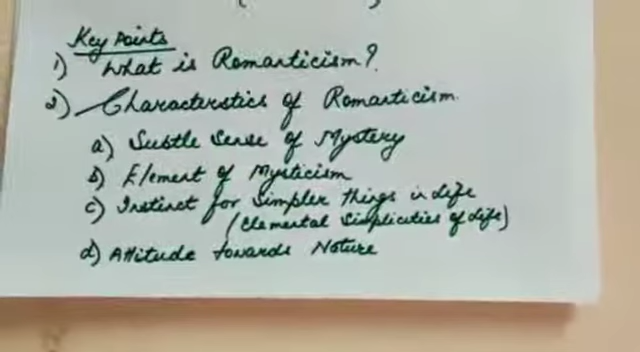 Key Points
1) What is Romanticism?
2) Characterstics of Romanticism.
a) Subtle Sense of Mystery
b) Element of Mysticism
c) Instinct for Simpler things in life
(Elemental Simplicities of life)
d) Attitude towards Nature